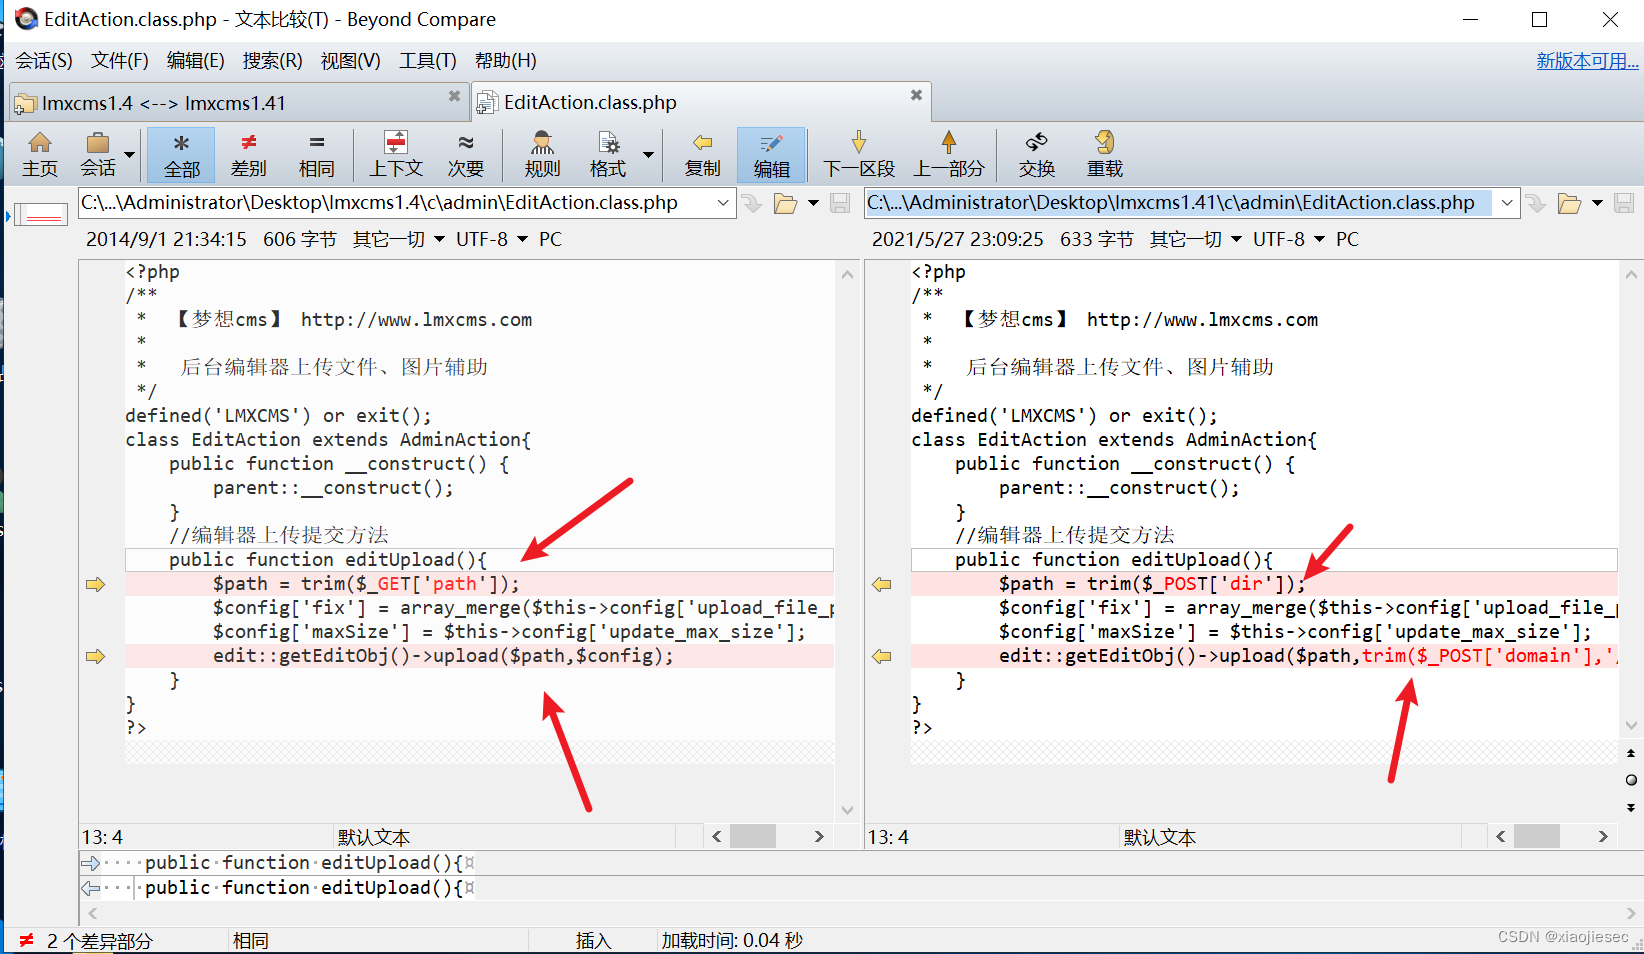 EditAction.class.php - 文本比较(T) - Beyond Compare
会话(S) 文件(F) 编辑(E) 搜索(R) 视图(V) 工具(T) 帮助(H) 新版本可用...
lmxcms1.4 <--> lmxcms1.41 EditAction.class.php
主页 会话 全部 差别 相同 上下文 次要 规则 格式 复制 编辑 下一区段 上一部分 交换 重载
C:\...\Administrator\Desktop\lmxcms1.4\c\admin\EditAction.class.php
2014/9/1 21:34:15 606 字节 其它一切 UTF-8 PC
<?php
/**
 * 【梦想cms】 http://www.lmxcms.com
 *
 * 后台编辑器上传文件、图片辅助
 */
defined('LMXCMS') or exit();
class EditAction extends AdminAction{
    public function __construct() {
        parent::__construct();
    }
    //编辑器上传提交方法
    public function editUpload(){
        $path = trim($_GET['path']);
        $config['fix'] = array_merge($this->config['upload_file_p
        $config['maxSize'] = $this->config['update_max_size'];
        edit::getEditObj()->upload($path,$config);
    }
}
?>
13: 4 默认文本
C:\...\Administrator\Desktop\lmxcms1.41\c\admin\EditAction.class.php
2021/5/27 23:09:25 633 字节 其它一切 UTF-8 PC
<?php
/**
 * 【梦想cms】 http://www.lmxcms.com
 *
 * 后台编辑器上传文件、图片辅助
 */
defined('LMXCMS') or exit();
class EditAction extends AdminAction{
    public function __construct() {
        parent::__construct();
    }
    //编辑器上传提交方法
    public function editUpload(){
        $path = trim($_POST['dir']);
        $config['fix'] = array_merge($this->config['upload_file_p
        $config['maxSize'] = $this->config['update_max_size'];
        edit::getEditObj()->upload($path,trim($_POST['domain'],'/
    }
}
?>
13: 4 默认文本
····public·function·editUpload(){¤
····public·function·editUpload(){¤
2 个差异部分 相同 插入 加载时间: 0.04 秒
CSDN @xiaojiesec